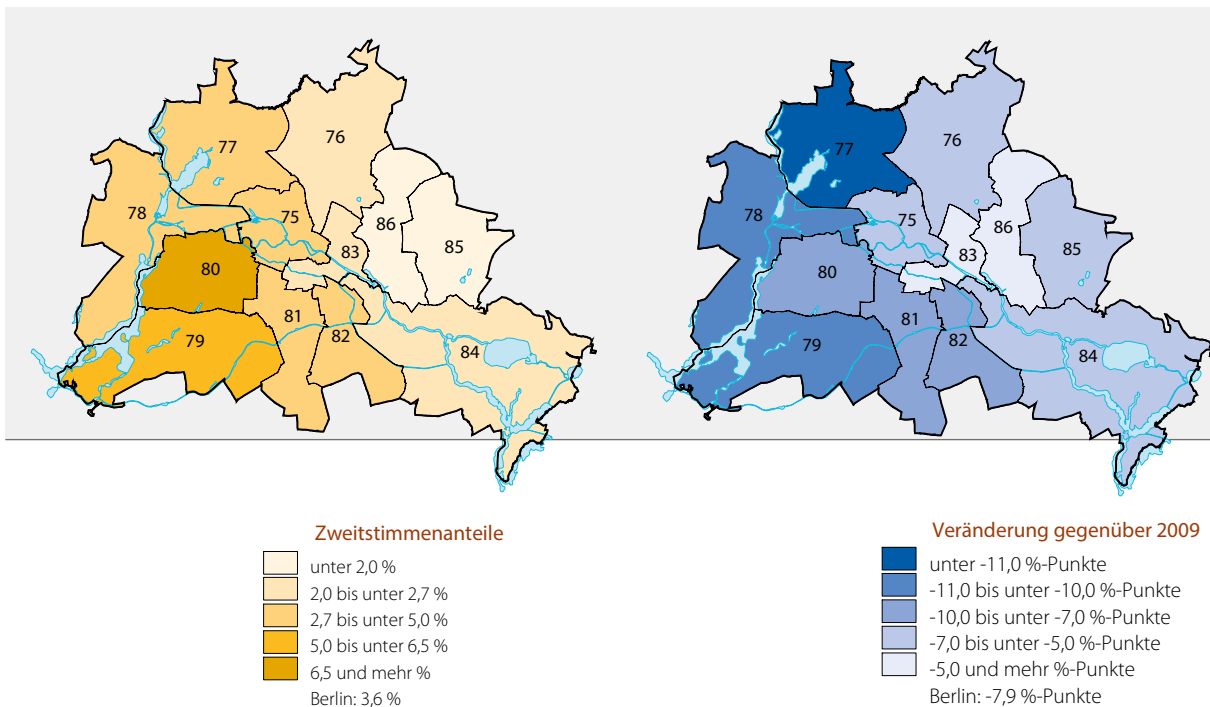 76
77
75
78
86
83
85
80
81
82
79
84
76
77
75
78
86
83
85
80
81
82
79
84
Zweitstimmenanteile
unter 2,0 %
2,0 bis unter 2,7 %
2,7 bis unter 5,0 %
5,0 bis unter 6,5 %
6,5 und mehr %
Berlin: 3,6 %
Veränderung gegenüber 2009
unter -11,0 %-Punkte
-11,0 bis unter -10,0 %-Punkte
-10,0 bis unter -7,0 %-Punkte
-7,0 bis unter -5,0 %-Punkte
-5,0 und mehr %-Punkte
Berlin: -7,9 %-Punkte